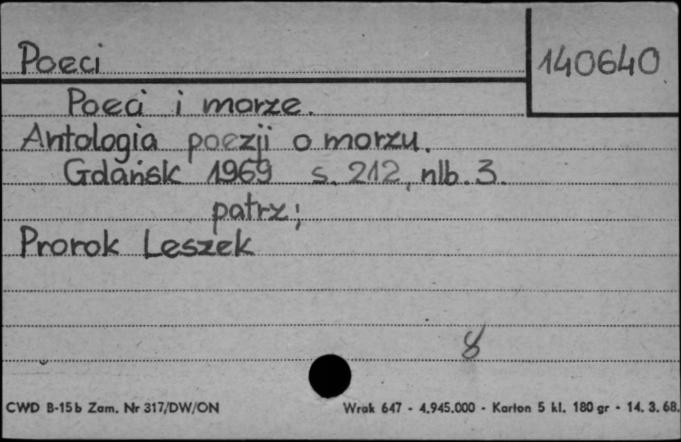 Poeci
140640
Poeci i morze.
Antologia poezji o morzu.
Gdańsk 1969 s. 212, nlb. 3.
patrz;
Prorok Leszek
8
CWD B-15b Zam. Nr 317/DW/ON
Wrak 647 - 4.945.000 - Karton 5 kl. 180 gr - 14. 3. 68.